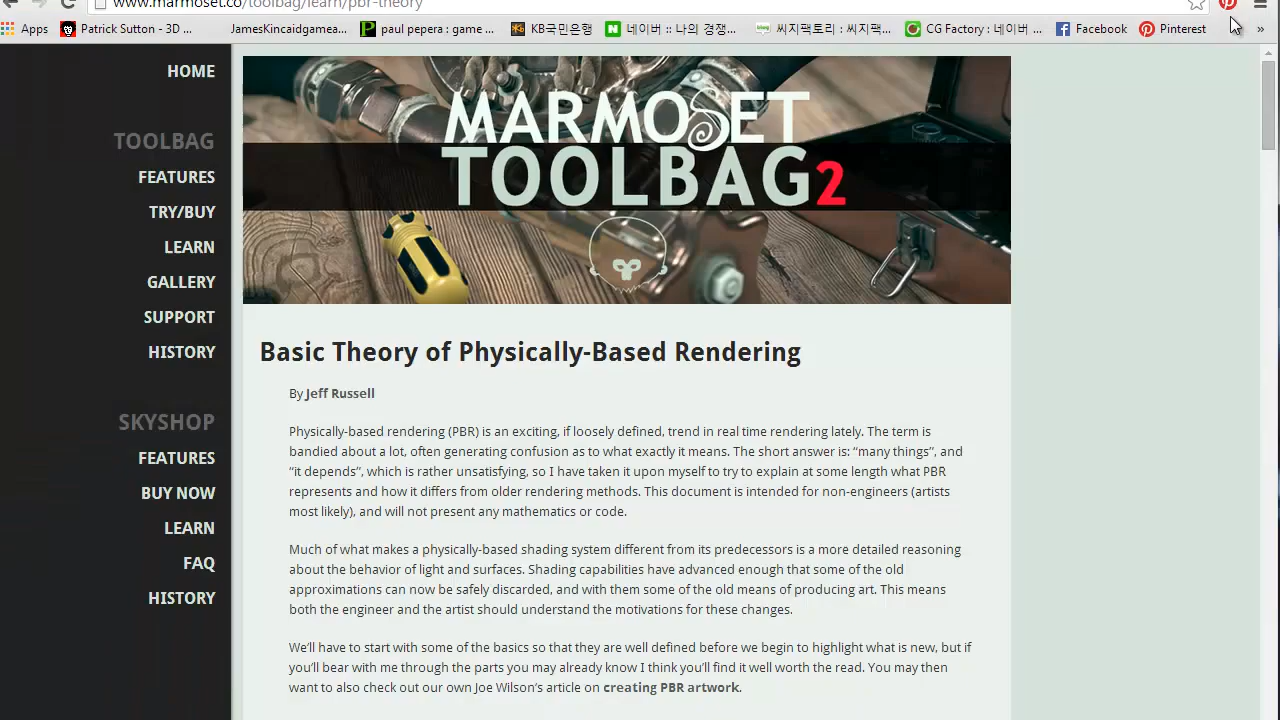 www.marmoset.co/toolbag/learn/pbr-theory
Apps Patrick Sutton - 3D ... JamesKincaidgamea... paul pepera : game ... KB국민은행 네이버 :: 나의 경쟁... 씨지팩토리 : 씨지팩... CG Factory : 네이버 ... Facebook Pinterest »
HOME
TOOLBAG
FEATURES
TRY/BUY
LEARN
GALLERY
SUPPORT
HISTORY
SKYSHOP
FEATURES
BUY NOW
LEARN
FAQ
HISTORY
MARMOSET
TOOLBAG2
Basic Theory of Physically-Based Rendering
By Jeff Russell
Physically-based rendering (PBR) is an exciting, if loosely defined, trend in real time rendering lately. The term is
bandied about a lot, often generating confusion as to what exactly it means. The short answer is: “many things”, and
“it depends”, which is rather unsatisfying, so I have taken it upon myself to try to explain at some length what PBR
represents and how it differs from older rendering methods. This document is intended for non-engineers (artists
most likely), and will not present any mathematics or code.
Much of what makes a physically-based shading system different from its predecessors is a more detailed reasoning
about the behavior of light and surfaces. Shading capabilities have advanced enough that some of the old
approximations can now be safely discarded, and with them some of the old means of producing art. This means
both the engineer and the artist should understand the motivations for these changes.
We’ll have to start with some of the basics so that they are well defined before we begin to highlight what is new, but if
you’ll bear with me through the parts you may already know I think you’ll find it well worth the read. You may then
want to also check out our own Joe Wilson’s article on creating PBR artwork.